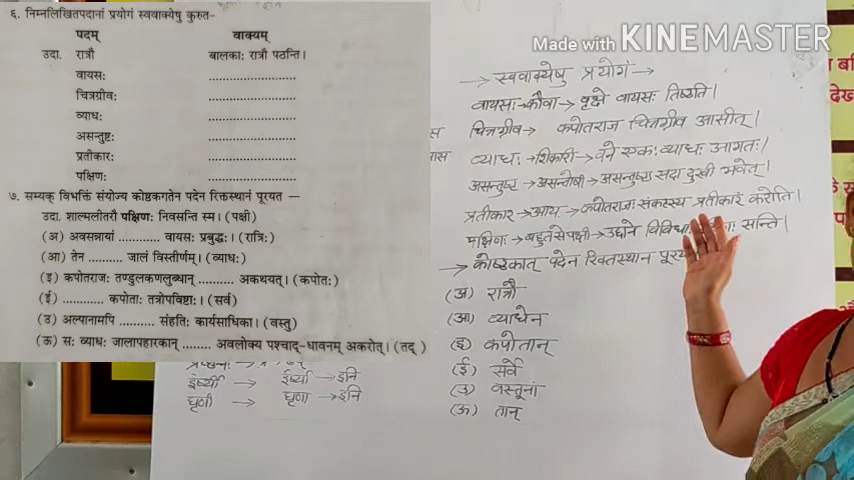 ६. निम्नलिखितपदानां प्रयोगं स्ववाक्येषु कुरुत-
पदम् वाक्यम्
उदा. रात्रौ बालकाः रात्रौ पठन्ति।
वायसः ..................
चित्रग्रीवः ..................
व्याधः ..................
असन्तुष्टः ..................
प्रतीकारः ..................
पक्षिणः ..................
७. सम्यक् विभक्तिं संयोज्य कोष्ठकगतेन पदेन रिक्तस्थानं पूरयत —
उदा. शाल्मलीतरौ पक्षिणः निवसन्ति स्म। (पक्षी)
(अ) अवसन्नायां ............ वायसः प्रबुद्धः। (रात्रिः)
(आ) तेन ............ जालं विस्तीर्णम्। (व्याधः)
(इ) कपोतराजः तण्डुलकणलुब्धान् .......... अकथयत्। (कपोतः)
(ई) ............ कपोताः तत्रोपविष्टाः। (सर्व)
(उ) अल्पानामपि .......... संहतिः कार्यसाधिका। (वस्तु)
(ऊ) सः व्याधः जालापहारकान् ........ अवलोक्य पश्चाद्-धावनम् अकरोत्। (तद्)
Made with KINEMASTER
→ स्ववाक्येषु प्रयोगं →
वायसः → कौवा → वृक्षे वायसः तिष्ठति।
चित्रग्रीव → कपोतराज चित्रग्रीव आसीत्।
व्याधः → शिकारी → वने एकः व्याधः आगतः।
असन्तुष्ट → असन्तोषी → असन्तुष्ट सदा दुःखी भवेत्।
प्रतीकार → आय → कपोतराजः संकटस्य प्रतीकारं करोति।
पक्षिणः → बहुत से पक्षी → उद्याने विविधाः सन्ति।
→ कोष्ठकात् पदेन रिक्तस्थान पूरय
(अ) रात्रौ
(आ) व्याधेन
(इ) कपोतान्
(ई) सर्वे
(उ) वस्तूनां
(ऊ) तान्
ईर्ष्यी → ईर्ष्या → इनि
घृणी → घृणा → इनि